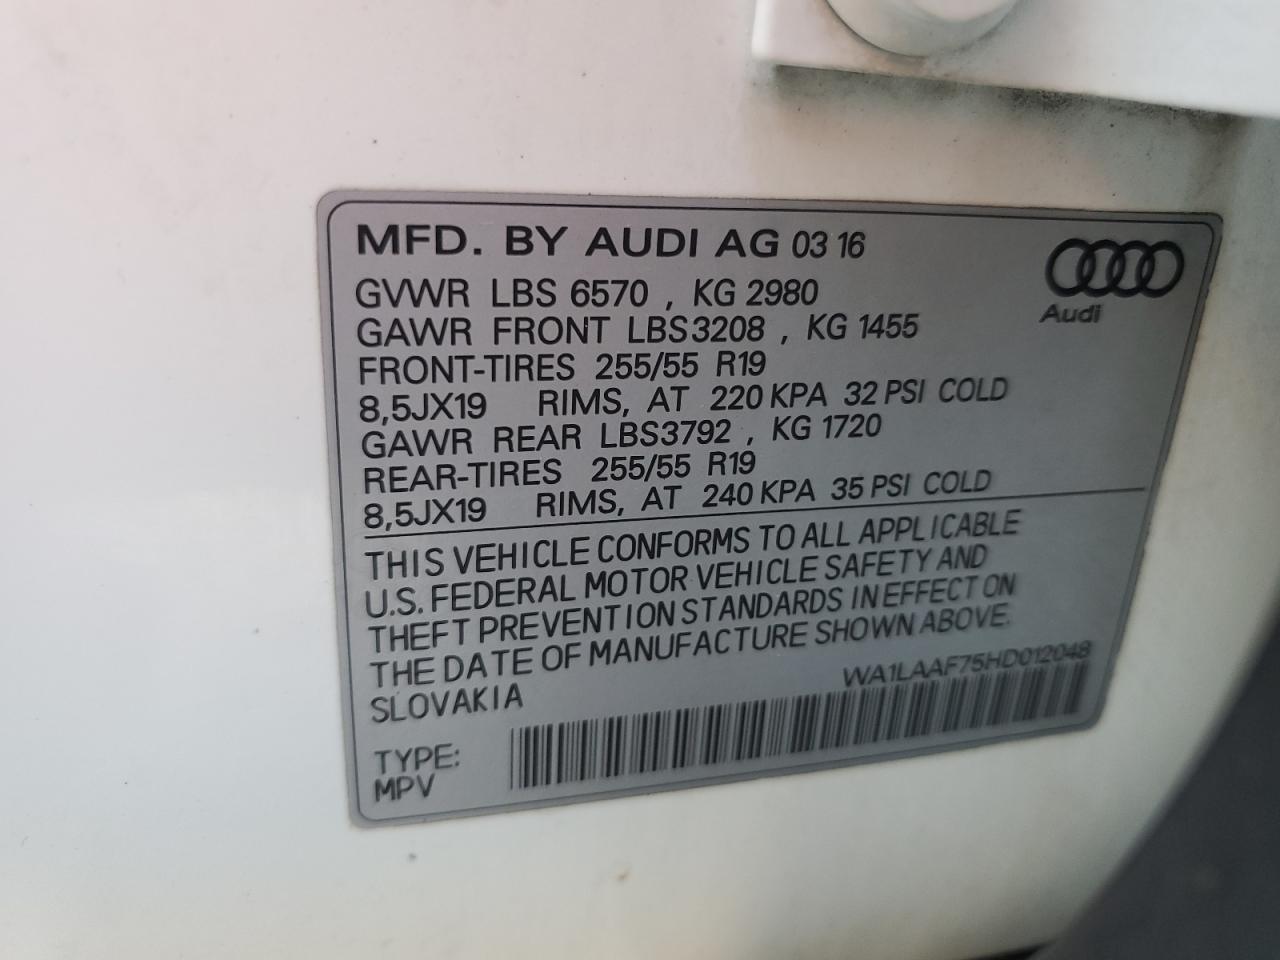 MFD. BY AUDI AG 03 16
GVWR LBS 6570 , KG 2980
GAWR FRONT LBS3208 , KG 1455
FRONT-TIRES 255/55 R19
8,5JX19 RIMS, AT 220 KPA 32 PSI COLD
GAWR REAR LBS3792 , KG 1720
REAR-TIRES 255/55 R19
8,5JX19 RIMS, AT 240 KPA 35 PSI COLD
Audi
THIS VEHICLE CONFORMS TO ALL APPLICABLE
U.S. FEDERAL MOTOR VEHICLE SAFETY AND
THEFT PREVENTION STANDARDS IN EFFECT ON
THE DATE OF MANUFACTURE SHOWN ABOVE.
SLOVAKIA
WA1LAAF75HD012048
TYPE:
MPV